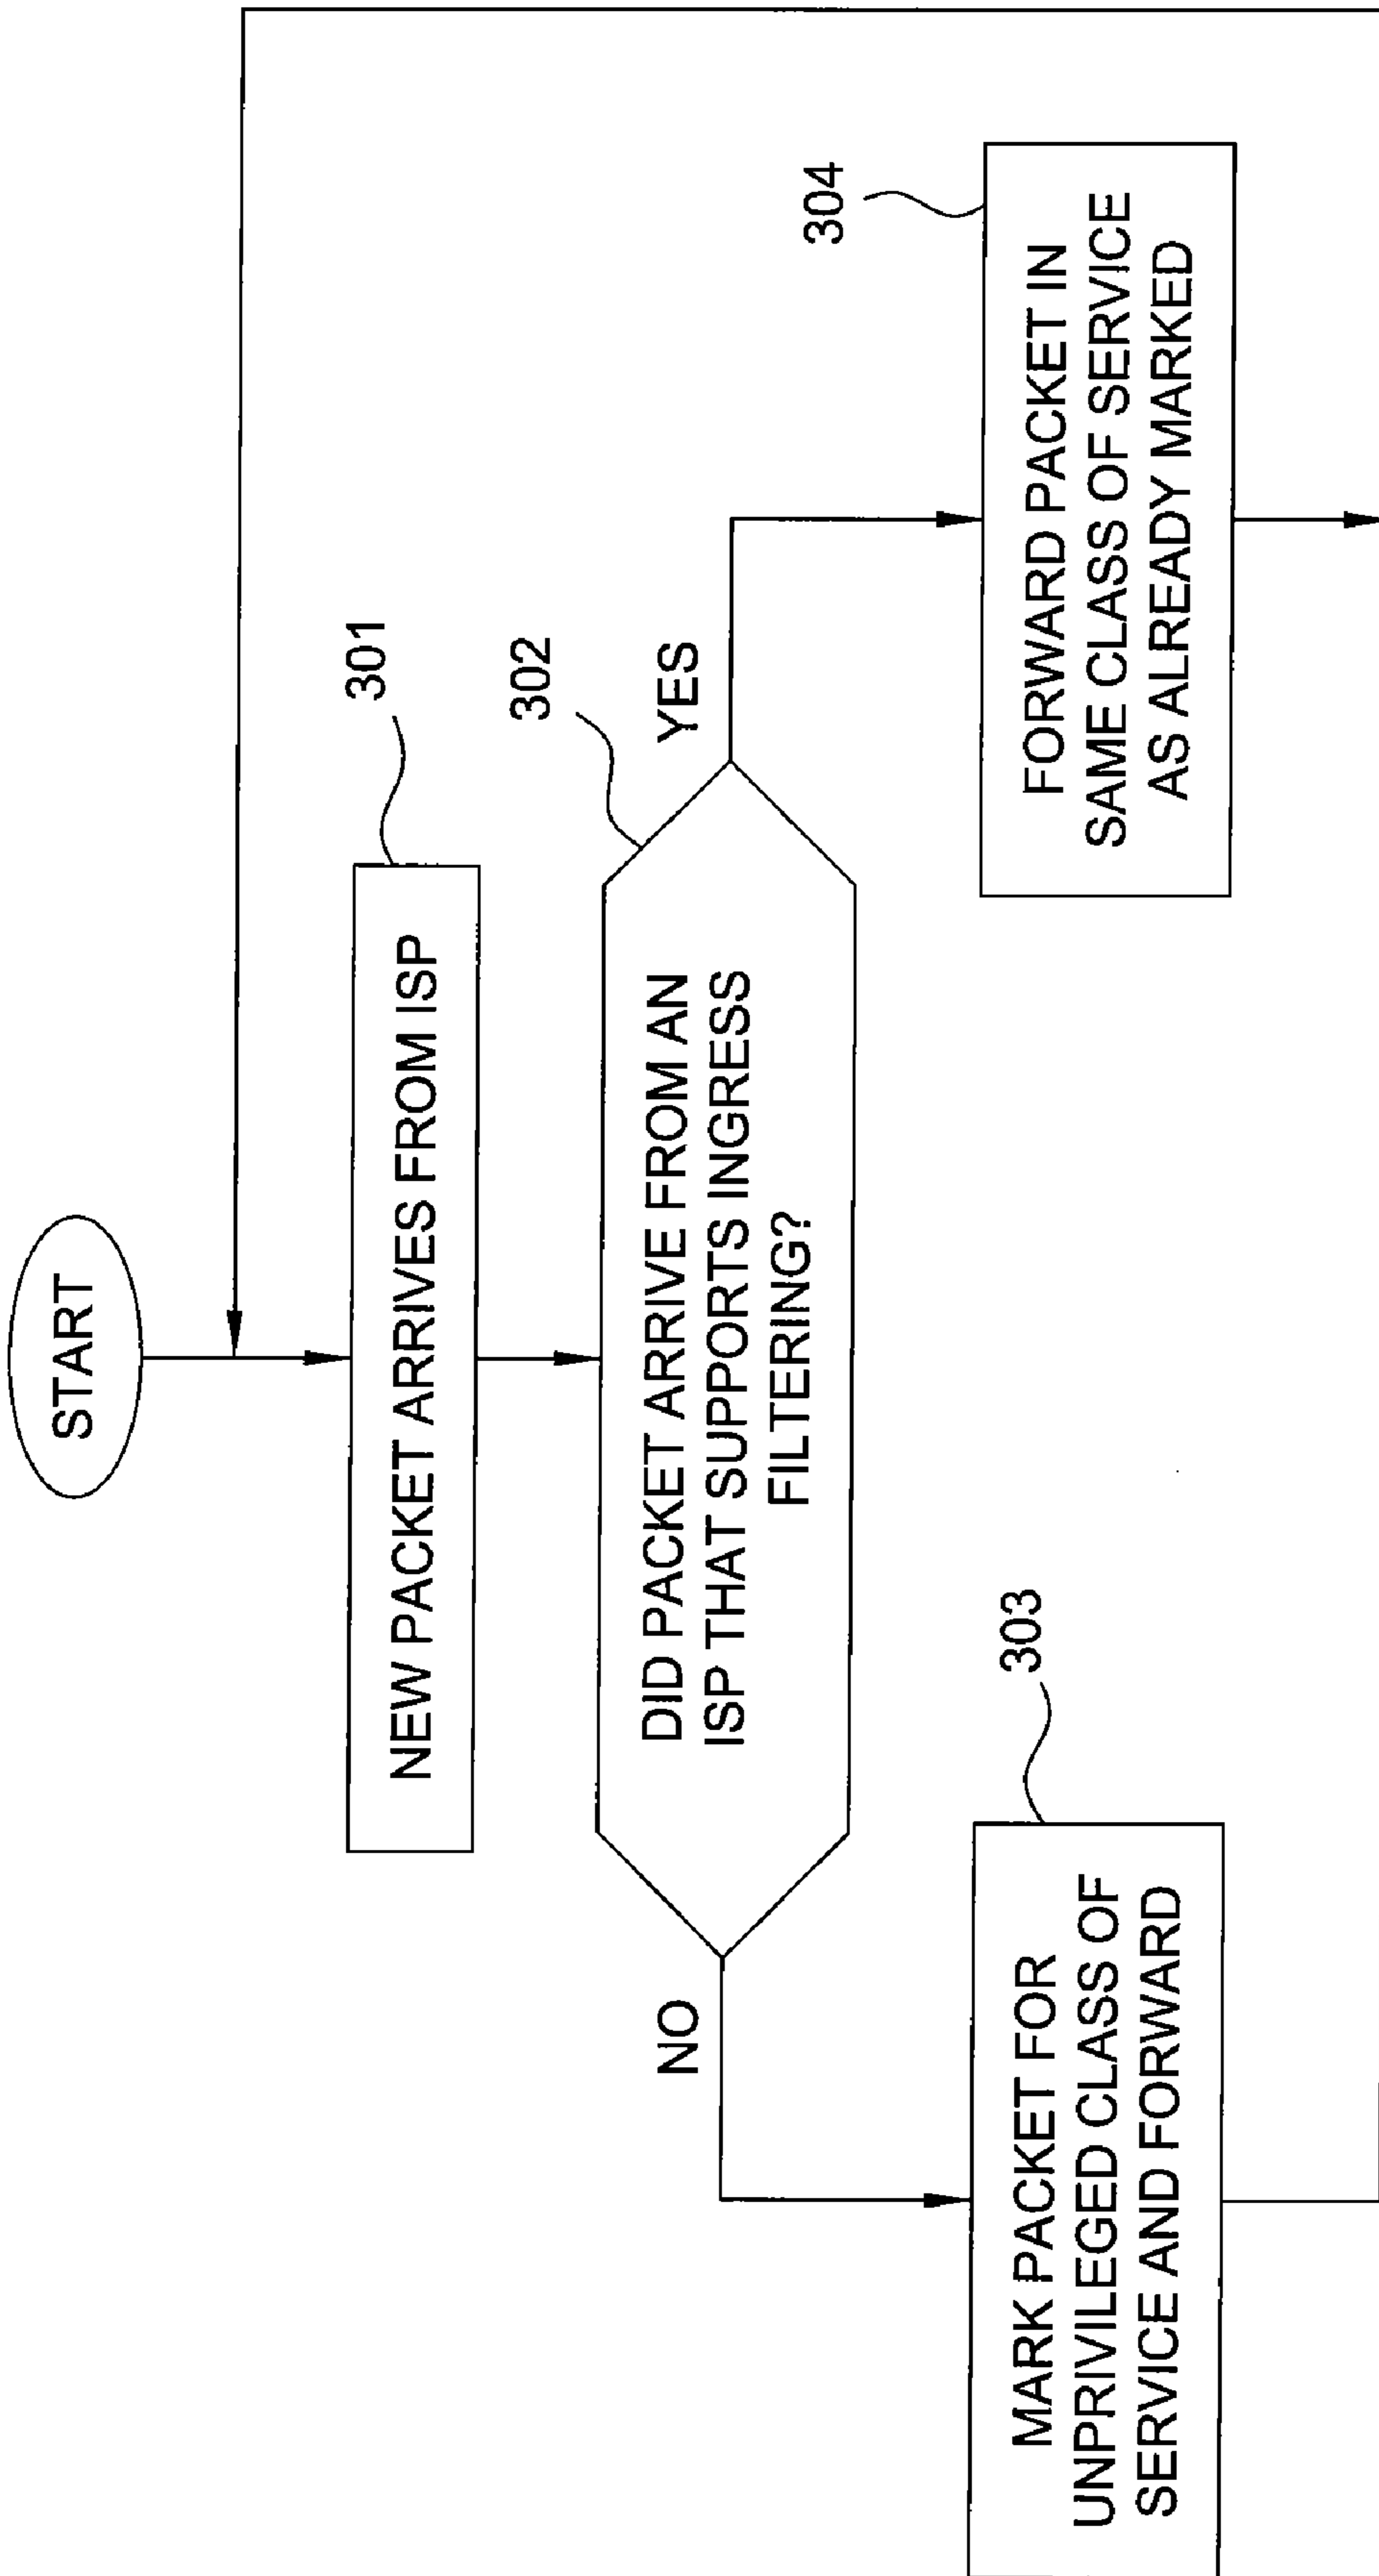 START
301
NEW PACKET ARRIVES FROM ISP
302
DID PACKET ARRIVE FROM AN
ISP THAT SUPPORTS INGRESS
FILTERING?
NO
YES
303
MARK PACKET FOR
UNPRIVILEGED CLASS OF
SERVICE AND FORWARD
304
FORWARD PACKET IN
SAME CLASS OF SERVICE
AS ALREADY MARKED